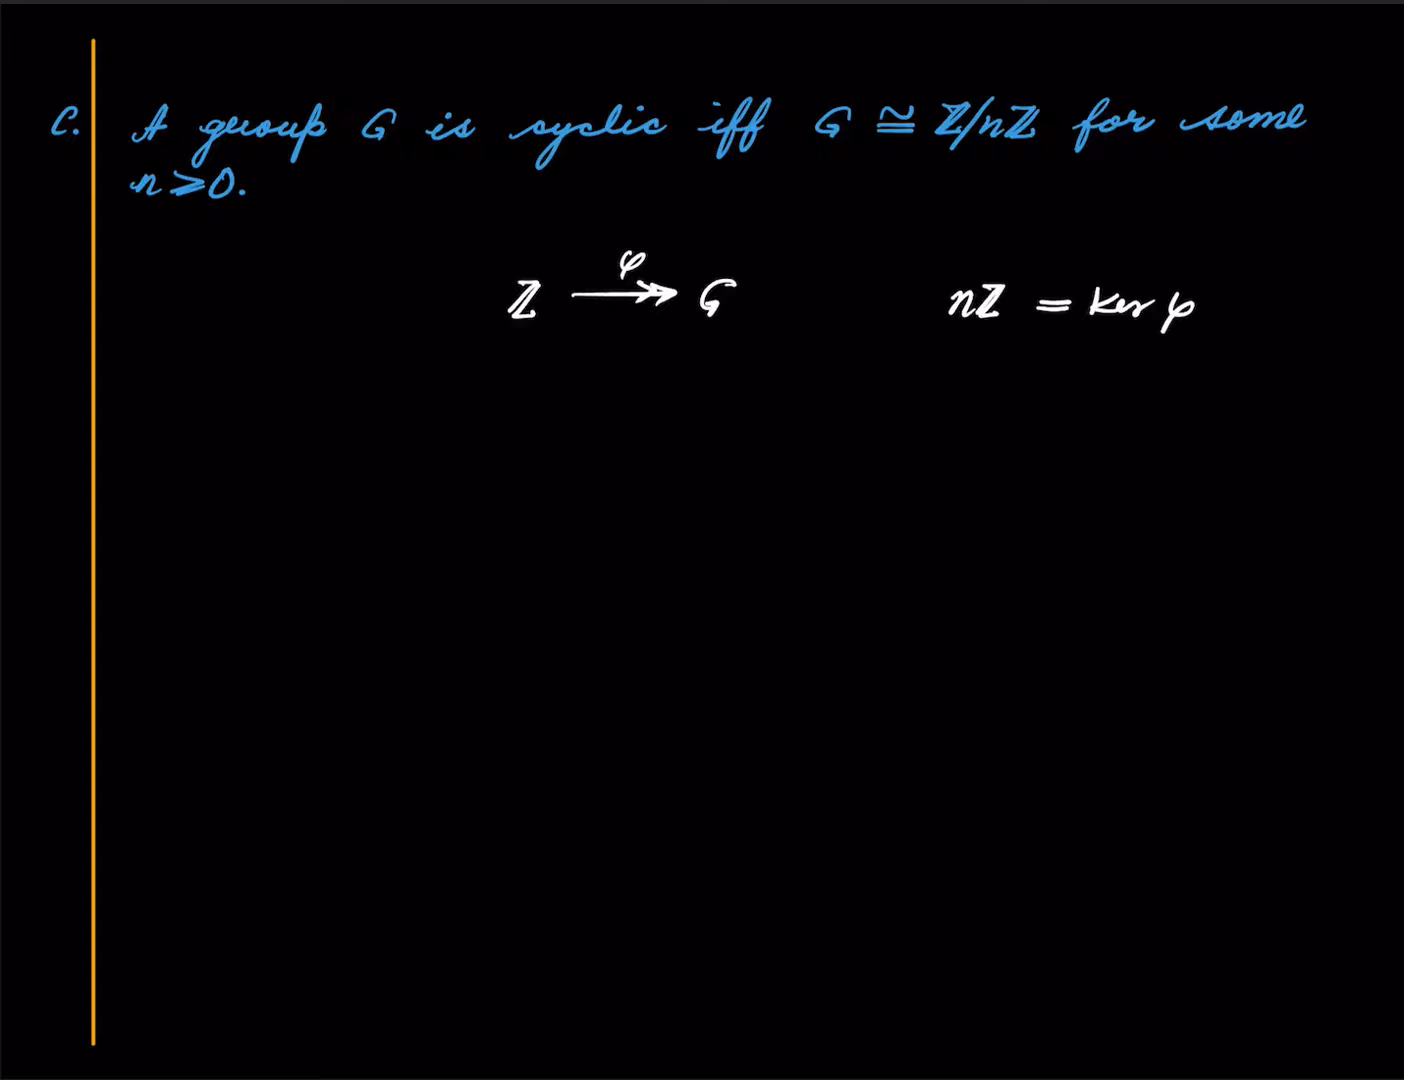 C. A group G is cyclic iff G ≅ ℤ/nℤ for some
n ≥ 0.
ℤ ↠ G nℤ = ker φ
φ